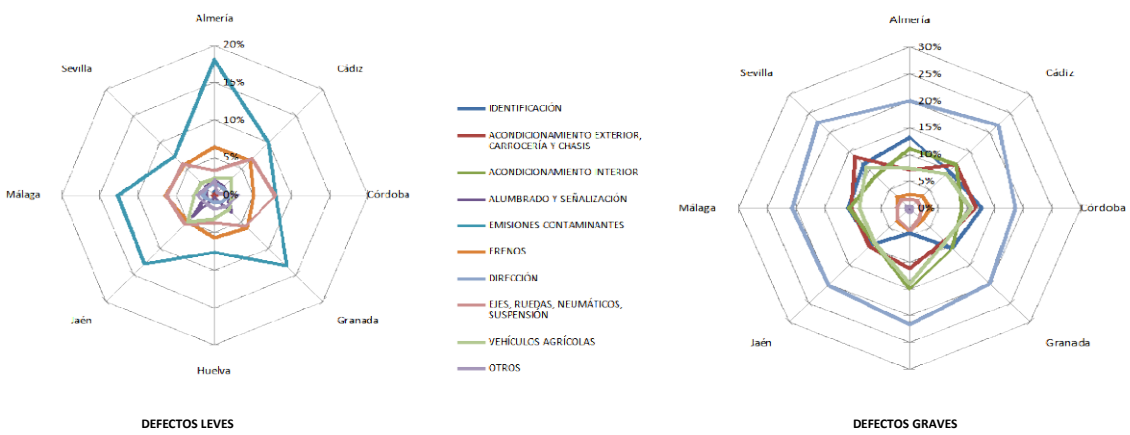 Almería
20%
Sevilla
Cádiz
15%
10%
5%
Málaga
0%
Córdoba
Jaén
Granada
Huelva
DEFECTOS LEVES
IDENTIFICACIÓN
ACONDICIONAMIENTO EXTERIOR,
CARROCERÍA Y CHASIS
ACONDICIONAMIENTO INTERIOR
ALUMBRADO Y SEÑALIZACIÓN
EMISIONES CONTAMINANTES
FRENOS
DIRECCIÓN
EJES, RUEDAS, NEUMÁTICOS,
SUSPENSIÓN
VEHÍCULOS AGRÍCOLAS
OTROS
Almería
30%
Sevilla
Cádiz
25%
20%
15%
10%
5%
Málaga
0%
Córdoba
Jaén
Granada
DEFECTOS GRAVES